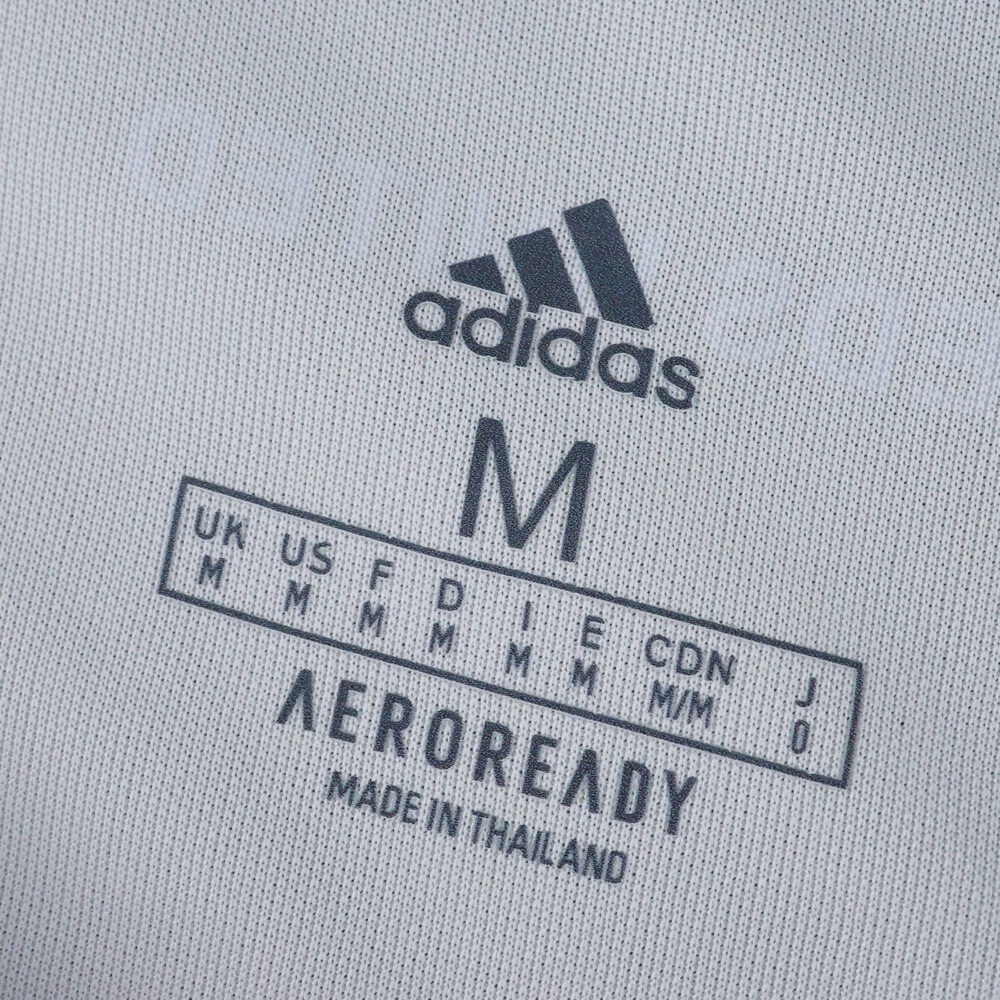 adidas
M
UK US F D I E CDN J
M M M M M M M/M O
AEROREADY
MADE IN THAILAND